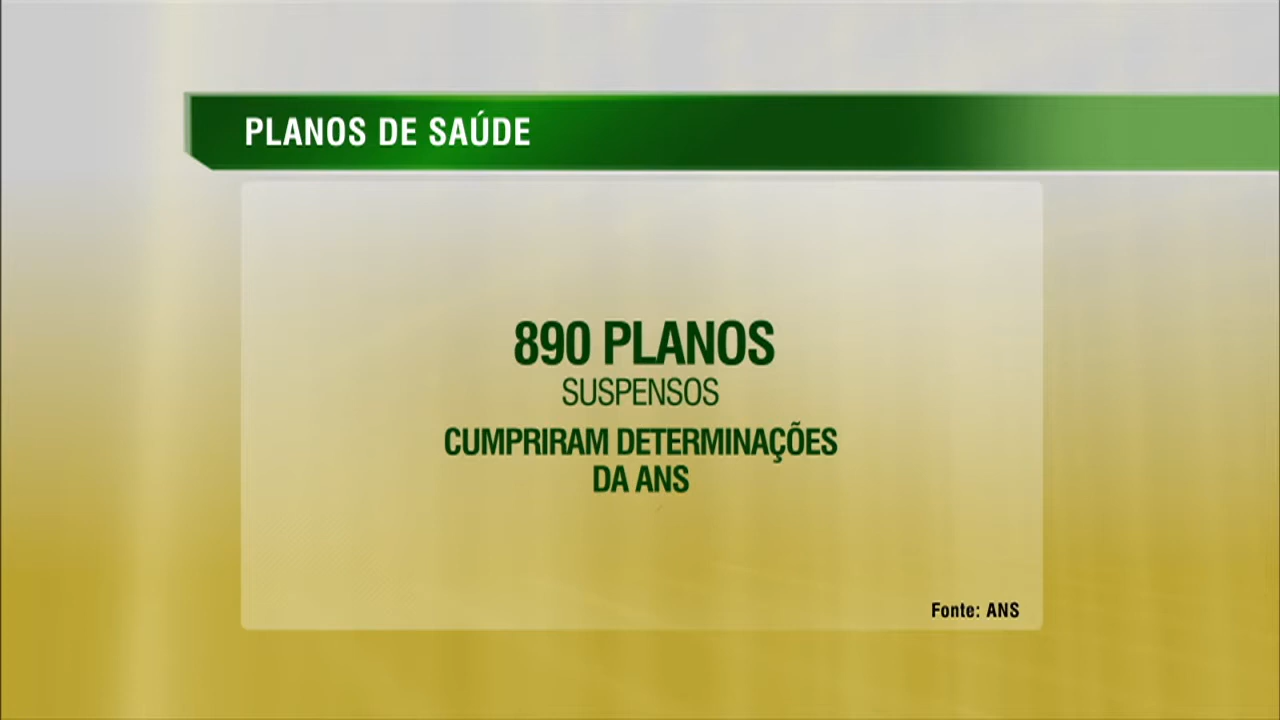 PLANOS DE SAÚDE
890 PLANOS
SUSPENSOS
CUMPRIRAM DETERMINAÇÕES
DA ANS
Fonte: ANS